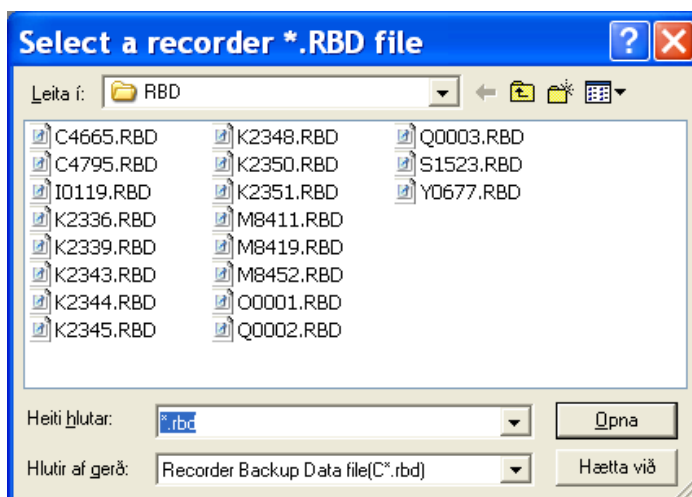 Select a recorder *.RBD file
Leita í: RBD
C4665.RBD
C4795.RBD
I0119.RBD
K2336.RBD
K2339.RBD
K2343.RBD
K2344.RBD
K2345.RBD
K2348.RBD
K2350.RBD
K2351.RBD
M8411.RBD
M8419.RBD
M8452.RBD
O0001.RBD
Q0002.RBD
Q0003.RBD
S1523.RBD
Y0677.RBD
Heiti hlutar: *.rbd
Opna
Hlutir af gerð: Recorder Backup Data file(C*.rbd)
Hætta við